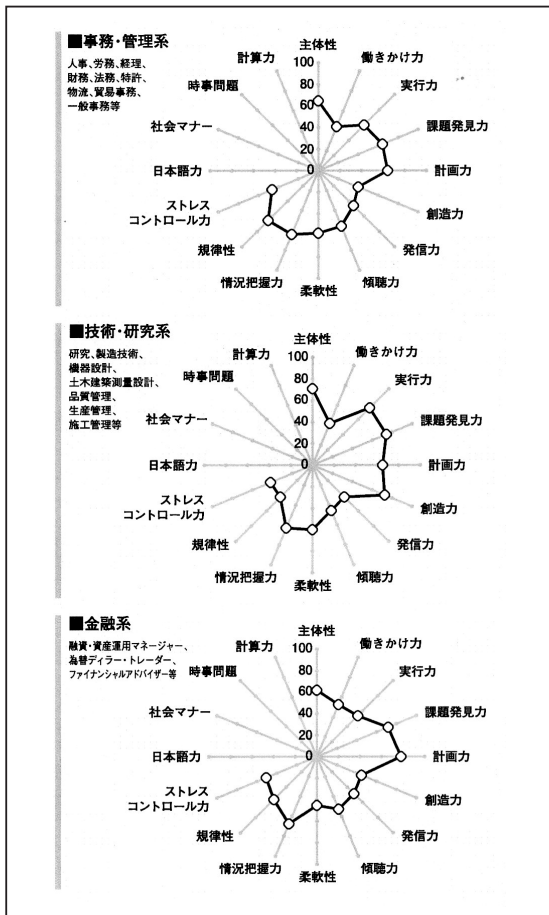 ■事務・管理系
人事、労務、経理、
財務、法務、特許、
物流、貿易事務、
一般事務等
主体性
働きかけ力
実行力
課題発見力
計画力
創造力
発信力
傾聴力
柔軟性
情況把握力
規律性
ストレス
コントロール力
日本語力
社会マナー
時事問題
計算力
100
80
60
40
20
0
■技術・研究系
研究、製造技術、
機器設計、
土木建築測量設計、
品質管理、
生産管理、
施工管理等
主体性
働きかけ力
実行力
課題発見力
計画力
創造力
発信力
傾聴力
柔軟性
情況把握力
規律性
ストレス
コントロール力
日本語力
社会マナー
時事問題
計算力
100
80
60
40
20
0
■金融系
融資・資産運用マネージャー、
為替ディラー・トレーダー、
ファイナンシャルアドバイザー等
主体性
働きかけ力
実行力
課題発見力
計画力
創造力
発信力
傾聴力
柔軟性
情況把握力
規律性
ストレス
コントロール力
日本語力
社会マナー
時事問題
計算力
100
80
60
40
20
0